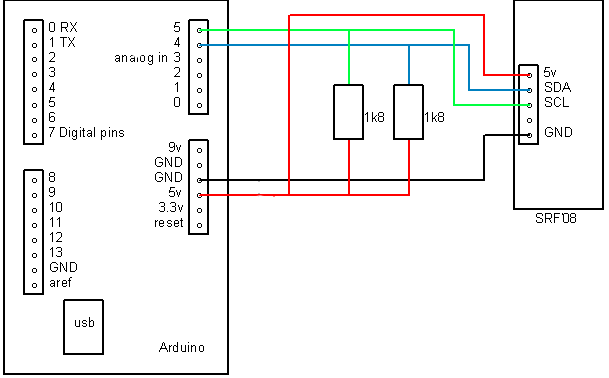 0 RX
1 TX
2
3
4
5
6
7 Digital pins
5
4
analog in 3
2
1
0
9v
GND
GND
5v
3.3v
reset
8
9
10
11
12
13
GND
aref
usb
Arduino
1k8
1k8
5v
SDA
SCL
GND
SRF08